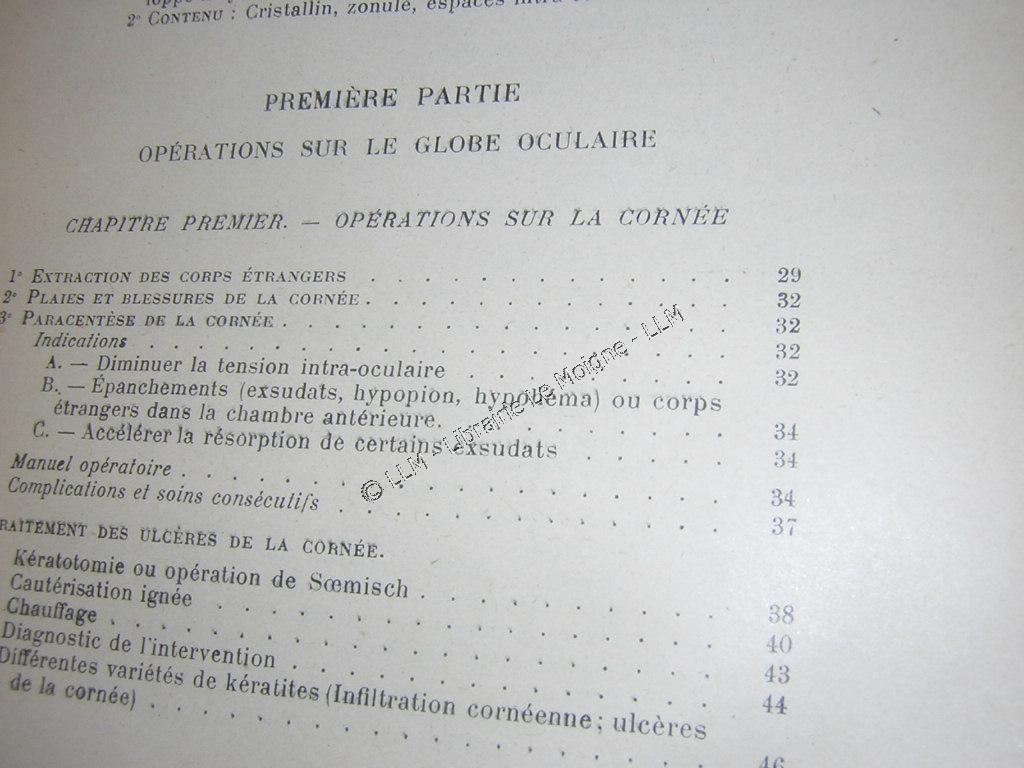 2° CONTENU : Cristallin, zonule, espaces
PREMIÈRE PARTIE
OPÉRATIONS SUR LE GLOBE OCULAIRE
CHAPITRE PREMIER. — OPÉRATIONS SUR LA CORNÉE
1° EXTRACTION DES CORPS ÉTRANGERS . . . . . . . . . . . . . 29
2° PLAIES ET BLESSURES DE LA CORNÉE . . . . . . . . . . . . . 32
3° PARACENTÈSE DE LA CORNÉE . . . . . . . . . . . . . . . . 32
Indications . . . . . . . . . . . . . . . . . . . . . 32
A. — Diminuer la tension intra-oculaire . . . . . . . . . . 32
B. — Épanchements (exsudats, hypopion, hypohema) ou corps
étrangers dans la chambre antérieure. . . . . . . . . . 34
C. — Accélérer la résorption de certains exsudats . . . . . . 34
Manuel opératoire . . . . . . . . . . . . . . . . . . . 34
Complications et soins consécutifs . . . . . . . . . . . . . 37
RAITEMENT DES ULCÈRES DE LA CORNÉE.
Kératotomie ou opération de Sœmisch . . . . . . . . . . . 38
Cautérisation ignée . . . . . . . . . . . . . . . . . . 40
Chauffage . . . . . . . . . . . . . . . . . . . . . . 43
Diagnostic de l'intervention . . . . . . . . . . . . . . . 44
Différentes variétés de kératites (Infiltration cornéenne; ulcères
de la cornée) . . . . . . . . . . . . . . . . . . . . 46
© LLM - Librairie Le Moigne - LLM